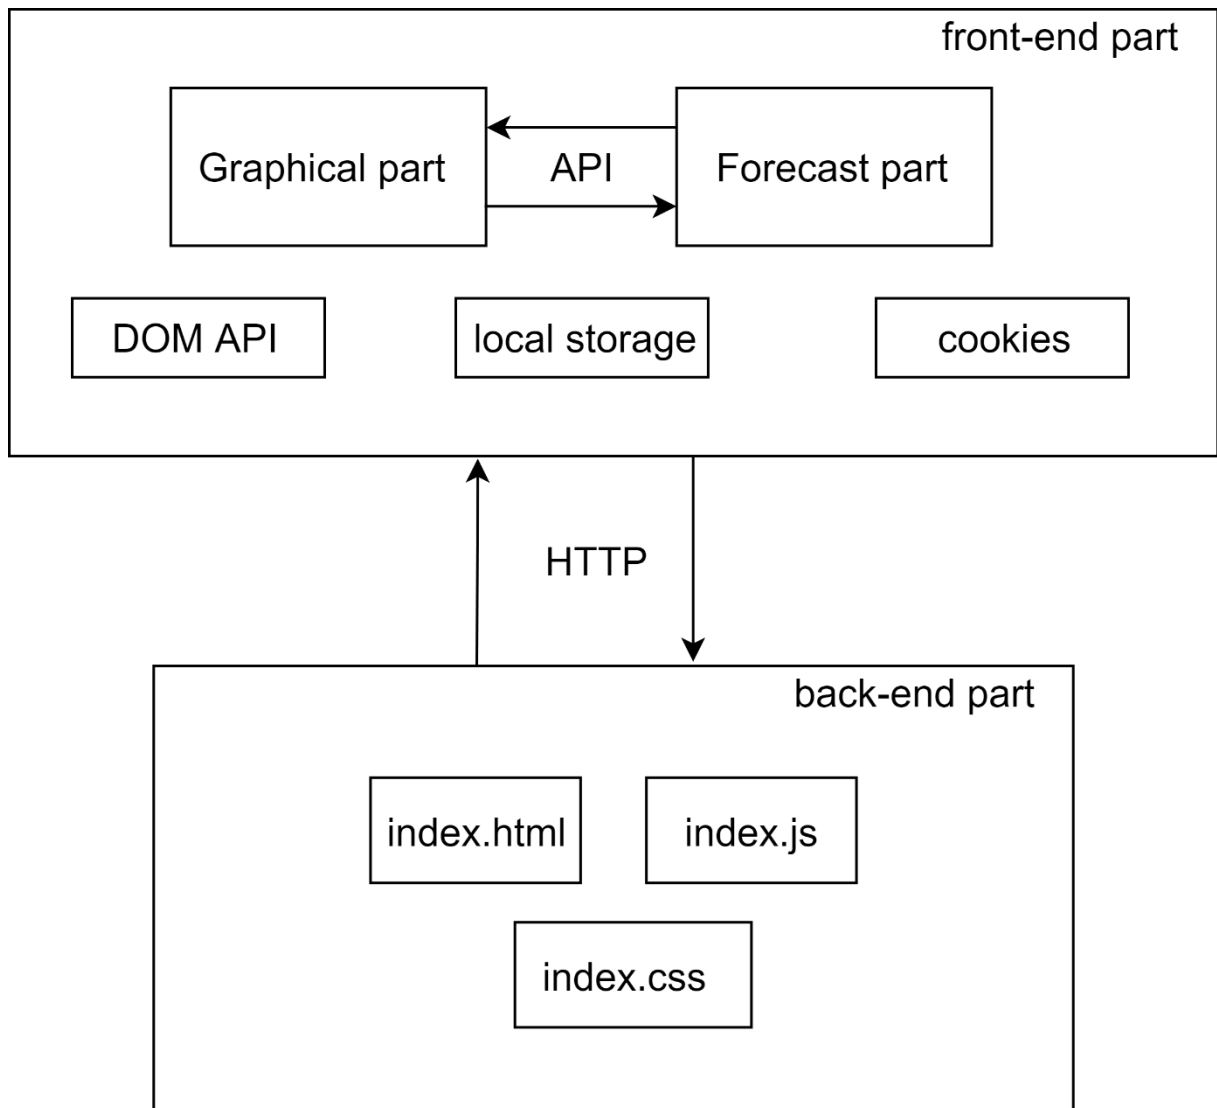 front-end part
Graphical part
API
Forecast part
DOM API
local storage
cookies
HTTP
back-end part
index.html
index.js
index.css